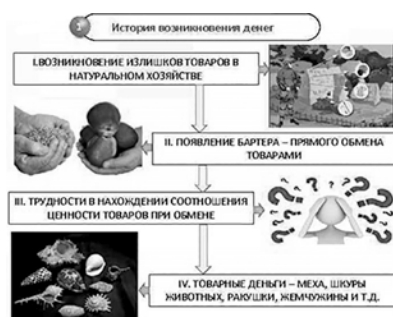 История возникновения денег
I.ВОЗНИКНОВЕНИЕ ИЗЛИШКОВ ТОВАРОВ В
НАТУРАЛЬНОМ ХОЗЯЙСТВЕ
II. ПОЯВЛЕНИЕ БАРТЕРА – ПРЯМОГО ОБМЕНА
ТОВАРАМИ
III. ТРУДНОСТИ В НАХОЖДЕНИИ СООТНОШЕНИЯ
ЦЕННОСТИ ТОВАРОВ ПРИ ОБМЕНЕ
IV. ТОВАРНЫЕ ДЕНЬГИ – МЕХА, ШКУРЫ
ЖИВОТНЫХ, РАКУШКИ, ЖЕМЧУЖИНЫ И Т.Д.